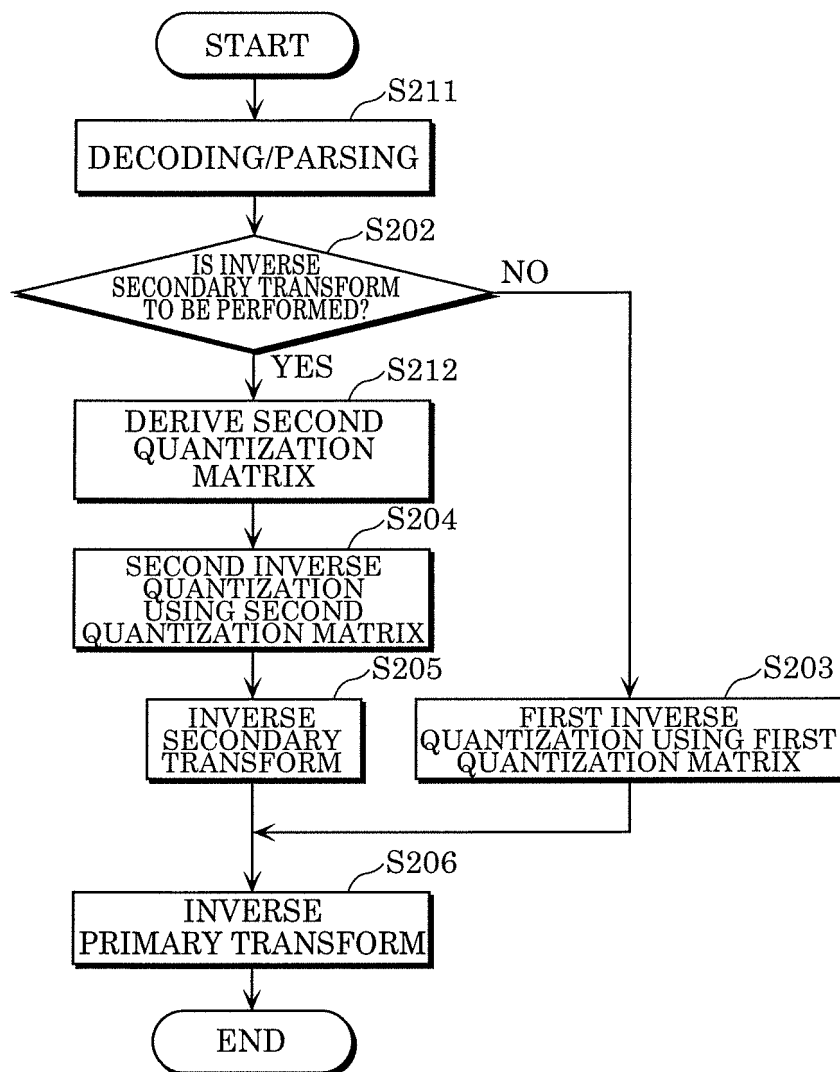 START
S211
DECODING/PARSING
S202
IS INVERSE
SECONDARY TRANSFORM
TO BE PERFORMED?
NO
YES
S212
DERIVE SECOND
QUANTIZATION
MATRIX
S204
SECOND INVERSE
QUANTIZATION
USING SECOND
QUANTIZATION MATRIX
S205
INVERSE
SECONDARY
TRANSFORM
S203
FIRST INVERSE
QUANTIZATION USING FIRST
QUANTIZATION MATRIX
S206
INVERSE
PRIMARY TRANSFORM
END